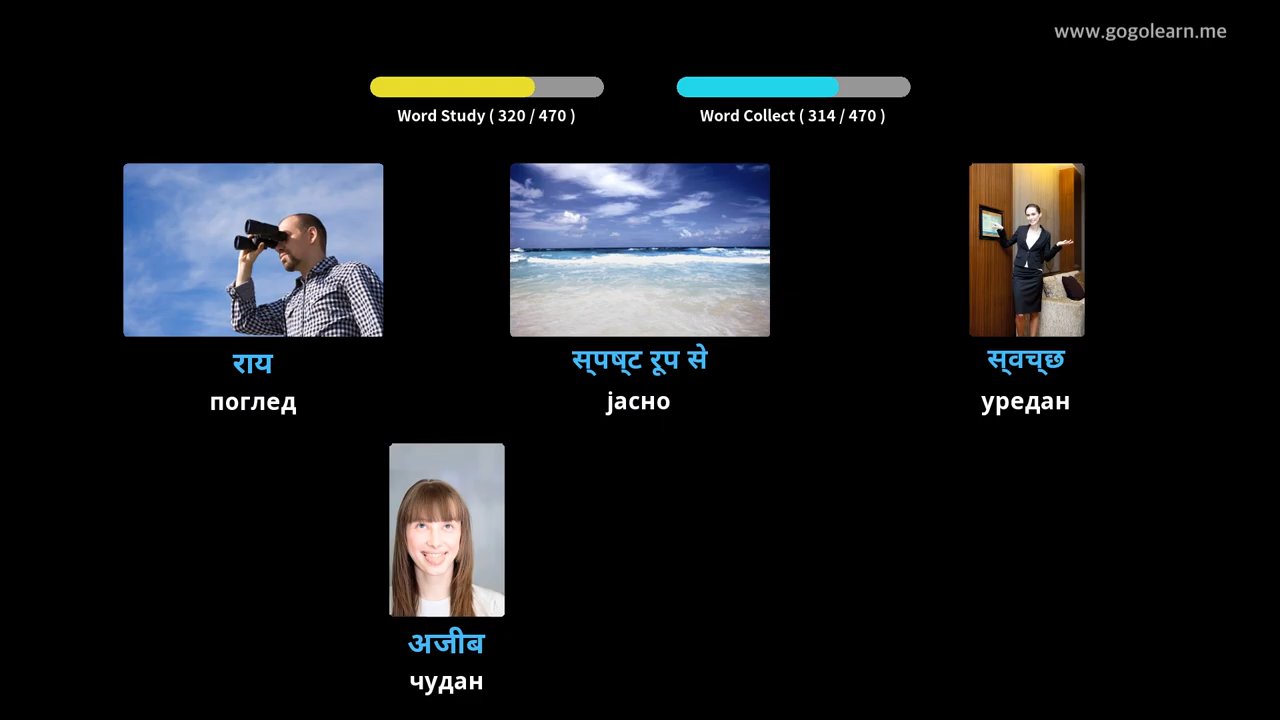 www.gogolearn.me
Word Study ( 320 / 470 )
Word Collect ( 314 / 470 )
राय
поглед
स्पष्ट रूप से
јасно
स्वच्छ
уредан
अजीब
чудан